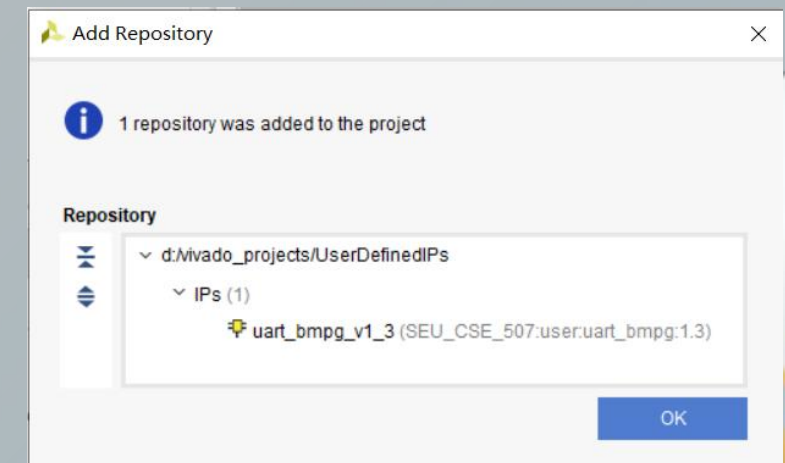 Add Repository
1 repository was added to the project
Repository
d:/vivado_projects/UserDefinedIPs
IPs (1)
uart_bmpg_v1_3 (SEU_CSE_507:user:uart_bmpg:1.3)
OK